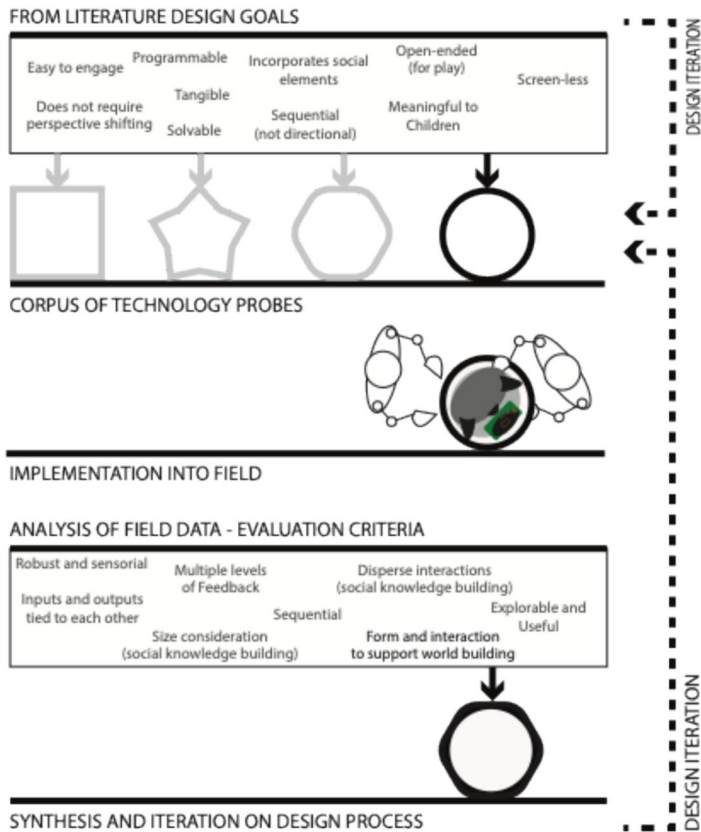 FROM LITERATURE DESIGN GOALS
Easy to engage
Programmable
Incorporates social
elements
Open-ended
(for play)
Screen-less
Does not require
perspective shifting
Tangible
Solvable
Sequential
(not directional)
Meaningful to
Children
DESIGN ITERATION
CORPUS OF TECHNOLOGY PROBES
IMPLEMENTATION INTO FIELD
ANALYSIS OF FIELD DATA - EVALUATION CRITERIA
Robust and sensorial
Multiple levels
of Feedback
Disperse interactions
(social knowledge building)
Inputs and outputs
tied to each other
Sequential
Explorable and
Useful
Size consideration
(social knowledge building)
Form and interaction
to support world building
DESIGN ITERATION
SYNTHESIS AND ITERATION ON DESIGN PROCESS